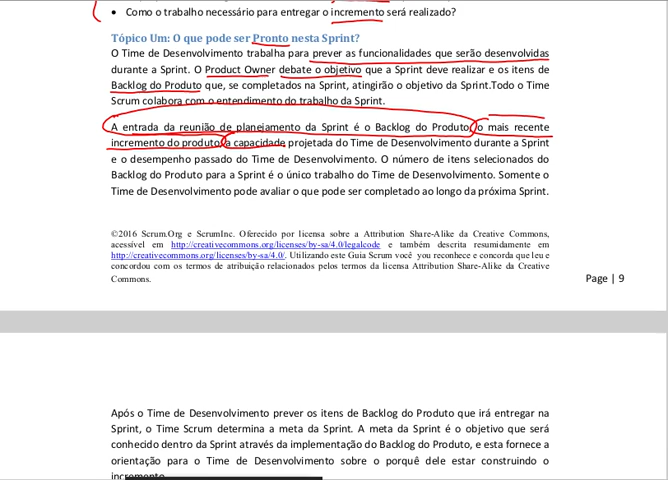 • Como o trabalho necessário para entregar o incremento será realizado?
Tópico Um: O que pode ser Pronto nesta Sprint?
O Time de Desenvolvimento trabalha para prever as funcionalidades que serão desenvolvidas
durante a Sprint. O Product Owner debate o objetivo que a Sprint deve realizar e os itens de
Backlog do Produto que, se completados na Sprint, atingirão o objetivo da Sprint.Todo o Time
Scrum colabora com o entendimento do trabalho da Sprint.
A entrada da reunião de planejamento da Sprint é o Backlog do Produto, o mais recente
incremento do produto, a capacidade projetada do Time de Desenvolvimento durante a Sprint
e o desempenho passado do Time de Desenvolvimento. O número de itens selecionados do
Backlog do Produto para a Sprint é o único trabalho do Time de Desenvolvimento. Somente o
Time de Desenvolvimento pode avaliar o que pode ser completado ao longo da próxima Sprint.
©2016 Scrum.Org e ScrumInc. Oferecido por licensa sobre a Attribution Share-Alike da Creative Commons,
acessível em http://creativecommons.org/licenses/by-sa/4.0/legalcode e também descrita resumidamente em
http://creativecommons.org/licenses/by-sa/4.0/. Utilizando este Guia Scrum você you reconhece e concorda que leu e
concordou com os termos de atribuição relacionados pelos termos da licensa Attribution Share-Alike da Creative
Commons.
Page | 9
Após o Time de Desenvolvimento prever os itens de Backlog do Produto que irá entregar na
Sprint, o Time Scrum determina a meta da Sprint. A meta da Sprint é o objetivo que será
conhecido dentro da Sprint através da implementação do Backlog do Produto, e esta fornece a
orientação para o Time de Desenvolvimento sobre o porquê dele estar construindo o
incremento.